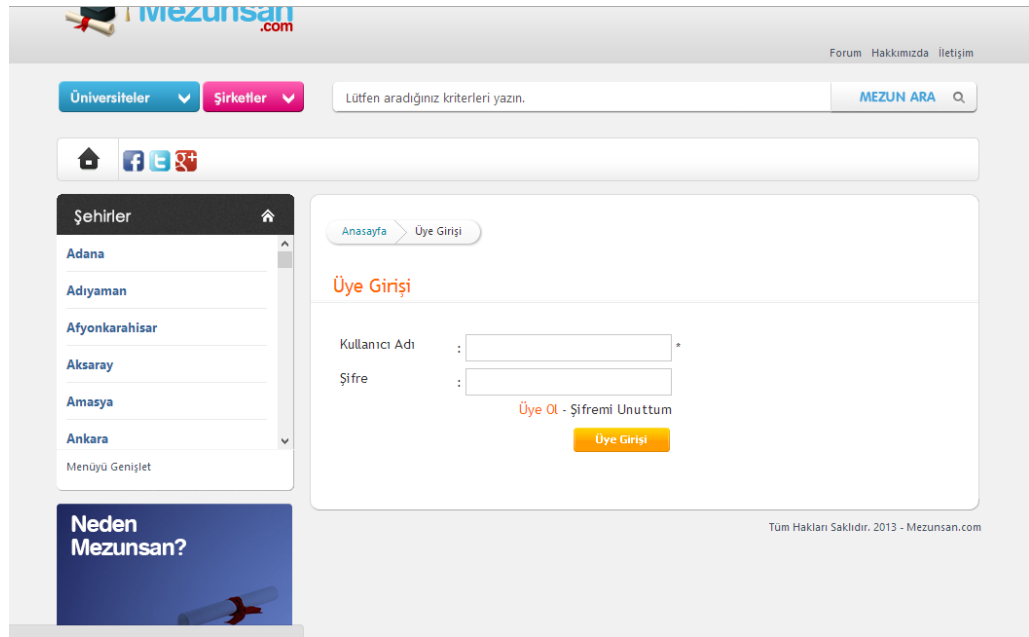 Mezunsan
.com
Forum Hakkımızda İletişim
Üniversiteler Şirketler Lütfen aradığınız kriterleri yazın. MEZUN ARA
Şehirler
Adana
Adıyaman
Afyonkarahisar
Aksaray
Amasya
Ankara
Menüyü Genişlet
Neden
Mezunsan?
Anasayfa Üye Girişi
Üye Girişi
Kullanıcı Adı : *
Şifre :
Üye Ol - Şifremi Unuttum
Üye Girişi
Tüm Hakları Saklıdır. 2013 - Mezunsan.com